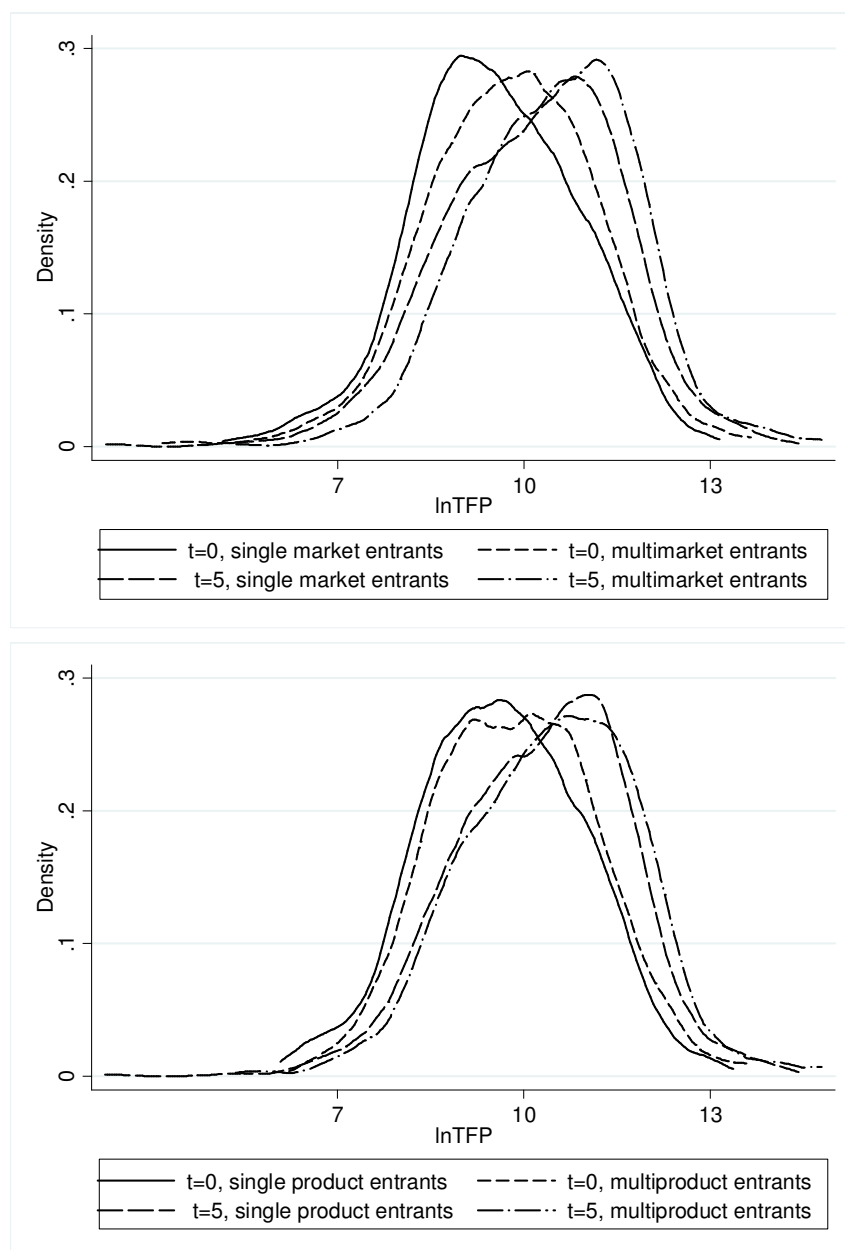 .3
.2
.1
0
Density
7 10 13
lnTFP
t=0, single market entrants t=0, multimarket entrants
t=5, single market entrants t=5, multimarket entrants
.3
.2
.1
0
Density
7 10 13
lnTFP
t=0, single product entrants t=0, multiproduct entrants
t=5, single product entrants t=5, multiproduct entrants